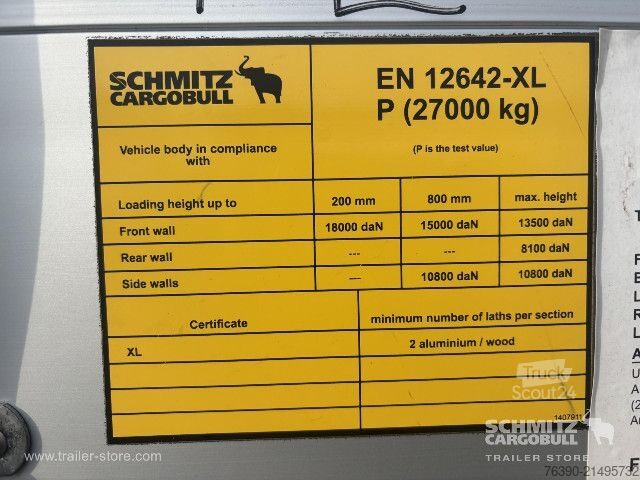 SCHMITZ
CARGOBULL
EN 12642-XL
P (27000 kg)
Vehicle body in compliance
with
(P is the test value)
Loading height up to 200 mm 800 mm max. height
Front wall 18000 daN 15000 daN 13500 daN
Rear wall --- --- 8100 daN
Side walls --- 10800 daN 10800 daN
Certificate minimum number of laths per section
XL 2 aluminium / wood
1407911
Truck
Scout24
SCHMITZ
CARGOBULL
TRAILER STORE
www.trailer-store.com
76390-21495732